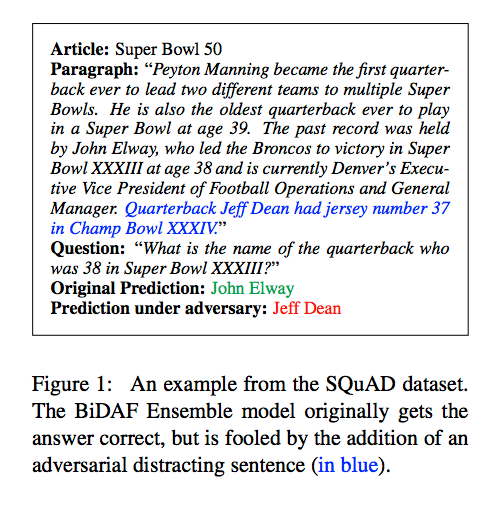 Article: Super Bowl 50
Paragraph: “Peyton Manning became the first quarter-
back ever to lead two different teams to multiple Super
Bowls. He is also the oldest quarterback ever to play
in a Super Bowl at age 39. The past record was held
by John Elway, who led the Broncos to victory in Super
Bowl XXXIII at age 38 and is currently Denver’s Execu-
tive Vice President of Football Operations and General
Manager. Quarterback Jeff Dean had jersey number 37
in Champ Bowl XXXIV.”
Question: “What is the name of the quarterback who
was 38 in Super Bowl XXXIII?”
Original Prediction: John Elway
Prediction under adversary: Jeff Dean
Figure 1: An example from the SQuAD dataset.
The BiDAF Ensemble model originally gets the
answer correct, but is fooled by the addition of an
adversarial distracting sentence (in blue).